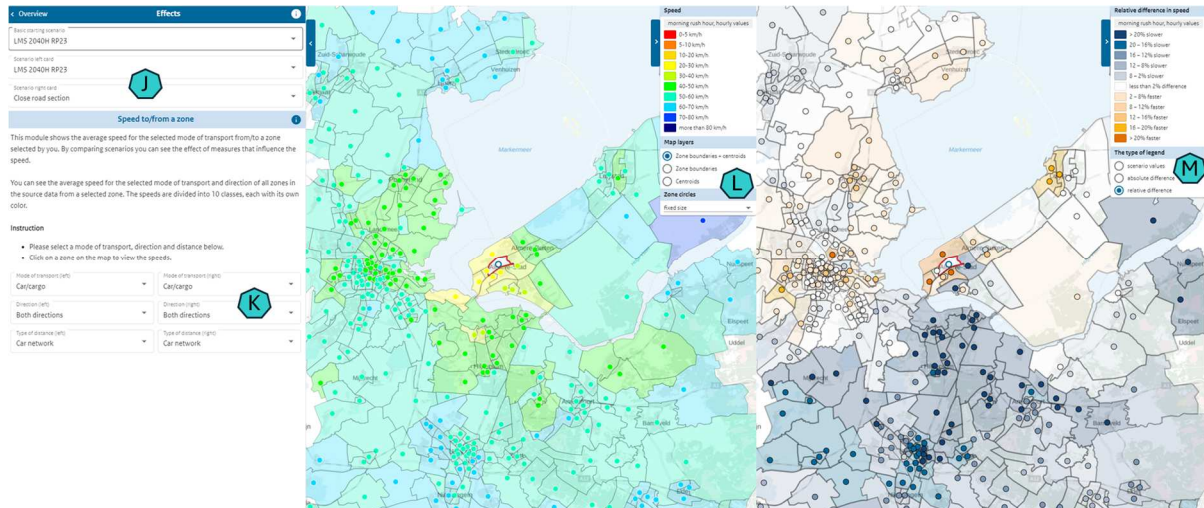 Overview
Effects
Basic starting scenario
LMS 2040H RP23
Scenario left card
LMS 2040H RP23
Scenario right card
Close road section
J
Speed to/from a zone
This module shows the average speed for the selected mode of transport from/to a zone
selected by you. By comparing scenarios you can see the effect of measures that influence the
speed.
You can see the average speed for the selected mode of transport and direction of all zones in
the source data from a selected zone. The speeds are divided into 10 classes, each with its own
color.
Instruction
• Please select a mode of transport, direction and distance below.
• Click on a zone on the map to view the speeds.
Mode of transport (left)
Car/cargo
Mode of transport (right)
Car/cargo
K
Direction (left)
Both directions
Direction (right)
Both directions
Type of distance (left)
Car network
Type of distance (right)
Car network
Venhuizen
Markermeer
Speed
morning rush hour, hourly values
0-5 km/h
5-10 km/h
10-20 km/h
20-30 km/h
30-40 km/h
40-50 km/h
50-60 km/h
60-70 km/h
70-80 km/h
more than 80 km/h
Map layers
Zone boundaries + centroids
Zone boundaries
Centroids
L
Zone circles
Fixed size
Elspeet
Uddel
Venhuizen
Markermeer
Relative difference in speed
morning rush hour, hourly values
> 20% slower
20 – 16% slower
16 – 12% slower
12 – 8% slower
8 – 2% slower
less than 2% difference
2 – 8% faster
8 – 12% faster
12 – 16% faster
16 – 20% faster
> 20% faster
The type of legend
scenario values
absolute difference
relative difference
M
Elspeet
Uddel